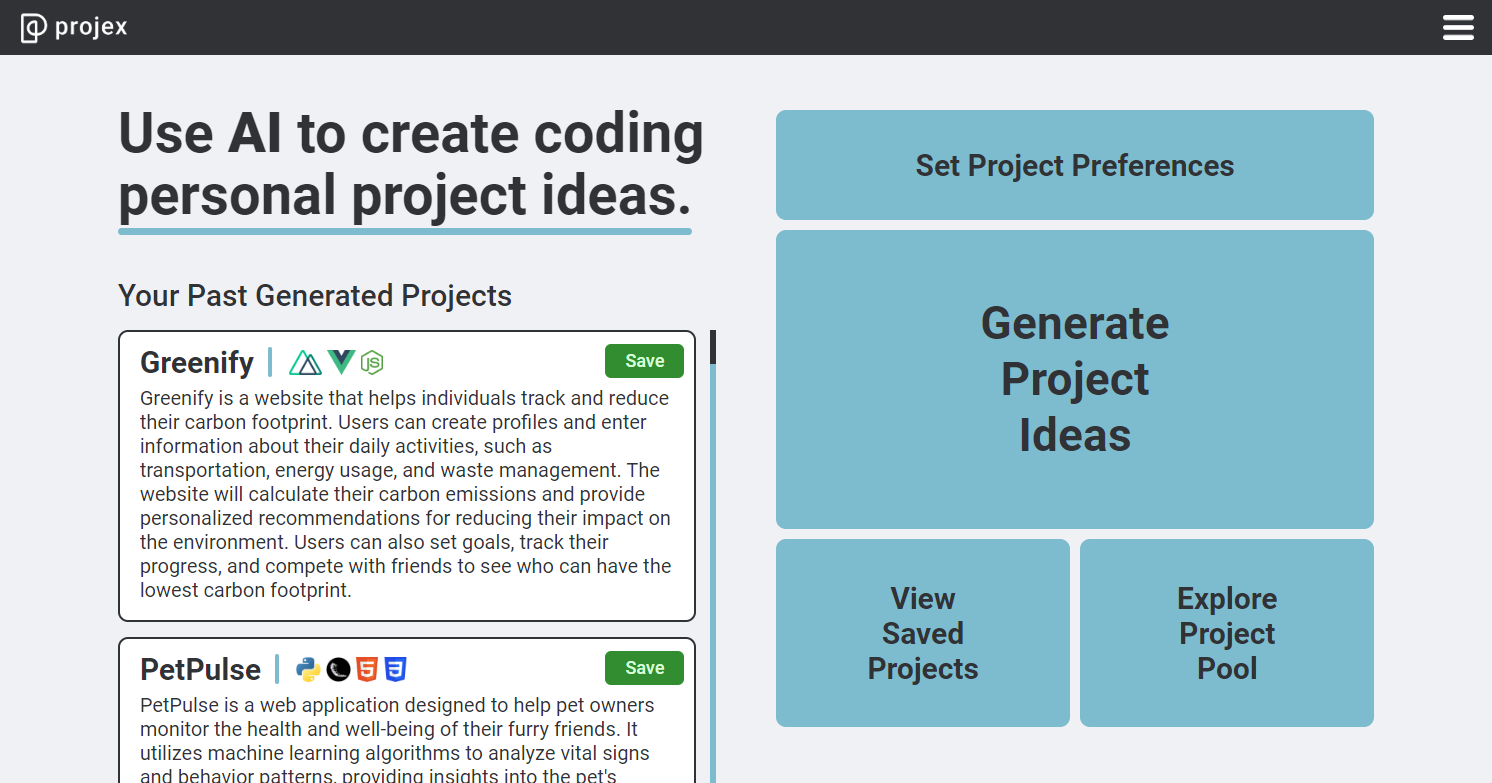 projex
Use AI to create coding
personal project ideas.
Your Past Generated Projects
Greenify
JS
Save
Greenify is a website that helps individuals track and reduce
their carbon footprint. Users can create profiles and enter
information about their daily activities, such as
transportation, energy usage, and waste management. The
website will calculate their carbon emissions and provide
personalized recommendations for reducing their impact on
the environment. Users can also set goals, track their
progress, and compete with friends to see who can have the
lowest carbon footprint.
PetPulse
5
3
Save
PetPulse is a web application designed to help pet owners
monitor the health and well-being of their furry friends. It
utilizes machine learning algorithms to analyze vital signs
and behavior patterns, providing insights into the pet's
Set Project Preferences
Generate
Project
Ideas
View
Saved
Projects
Explore
Project
Pool